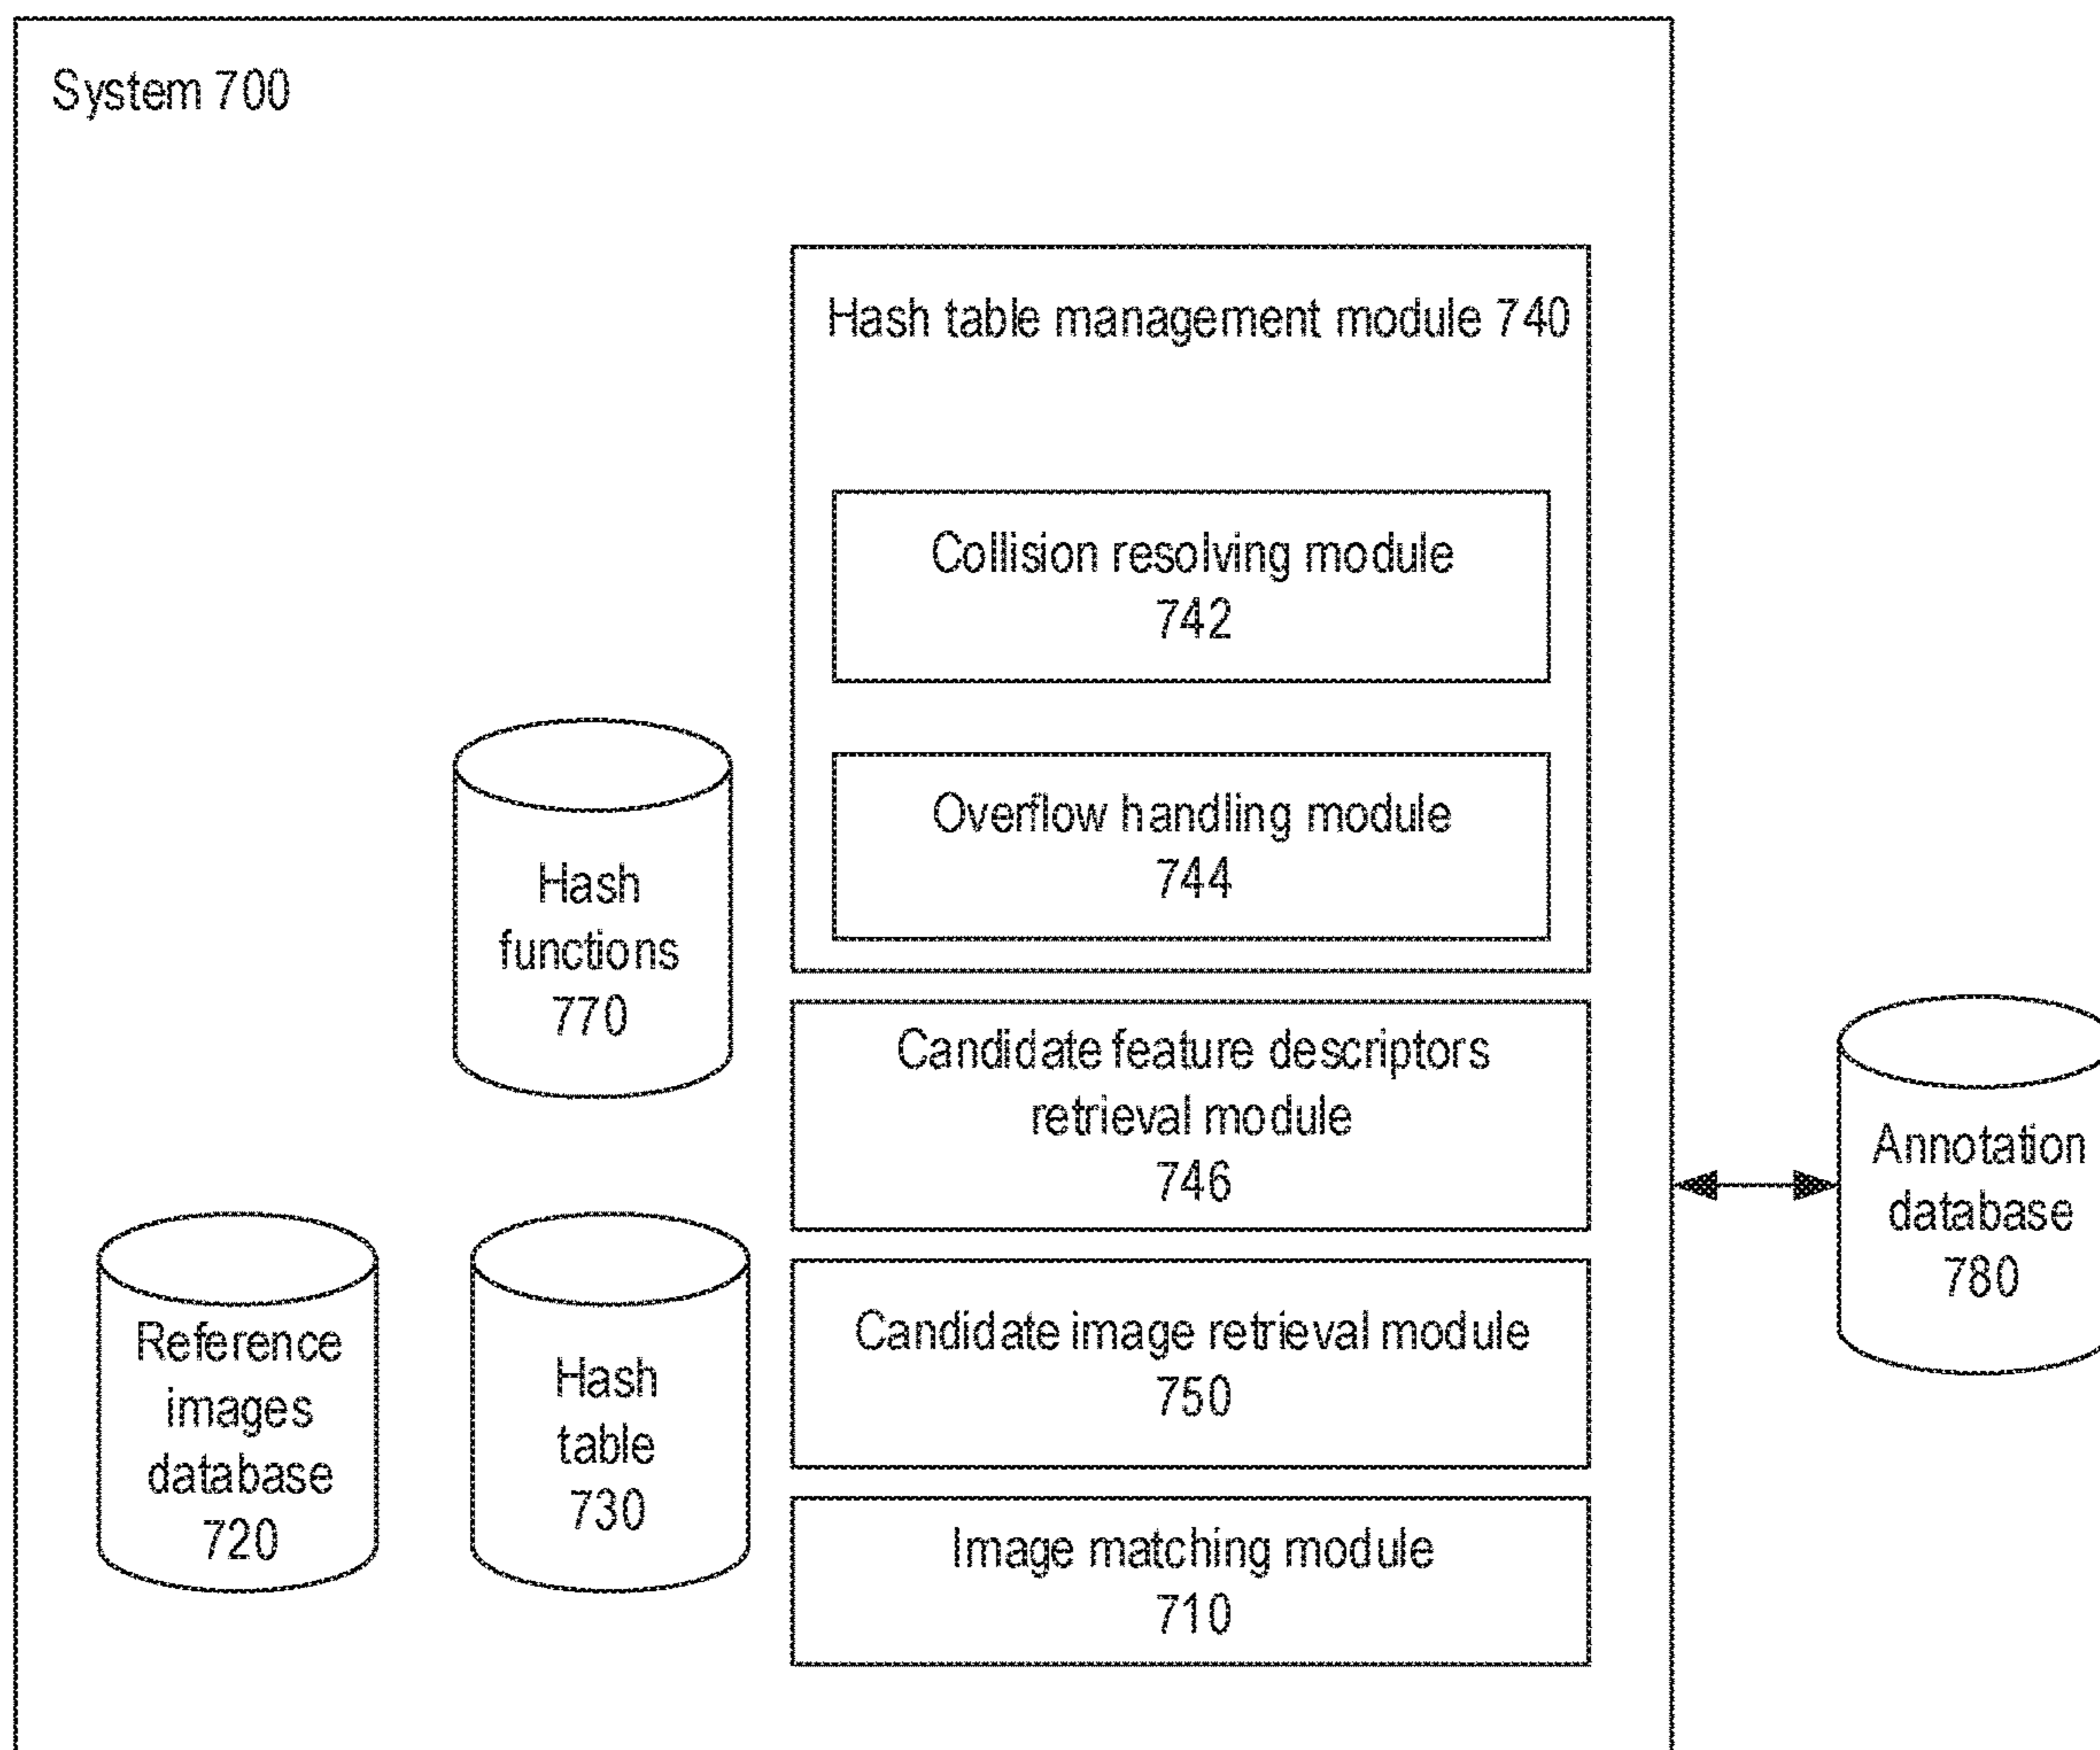 System 700
Hash table management module 740
Collision resolving module
742
Overflow handling module
744
Hash
functions
770
Candidate feature descriptors
retrieval module
746
Annotation
database
780
Reference
images
database
720
Hash
table
730
Candidate image retrieval module
750
Image matching module
710